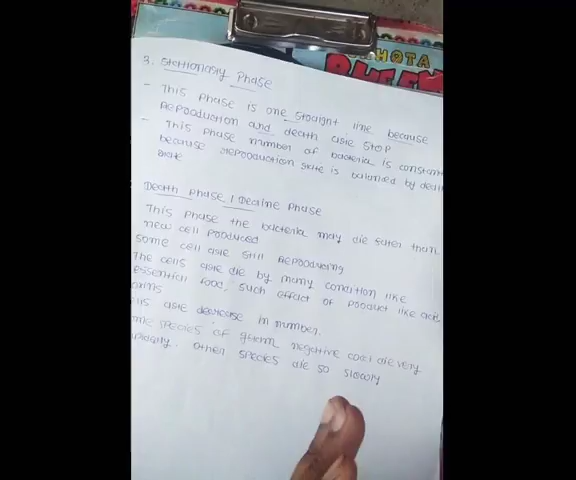 HOTA
BHEEM
3. Stationary Phase
- This phase is one straight line because
Reproduction and death are stop
- This phase number of bacteria is constant
because reproduction rate is balanced by death
rate
Death phase / Decline Phase
This phase the bacteria may die faster than
new cell produced
some cell are still Reproducing
The cells are die by many condition like
essential food, such effect of product like acid
are decrease in number.
species of gram negative cocci die very
other species die so slowly